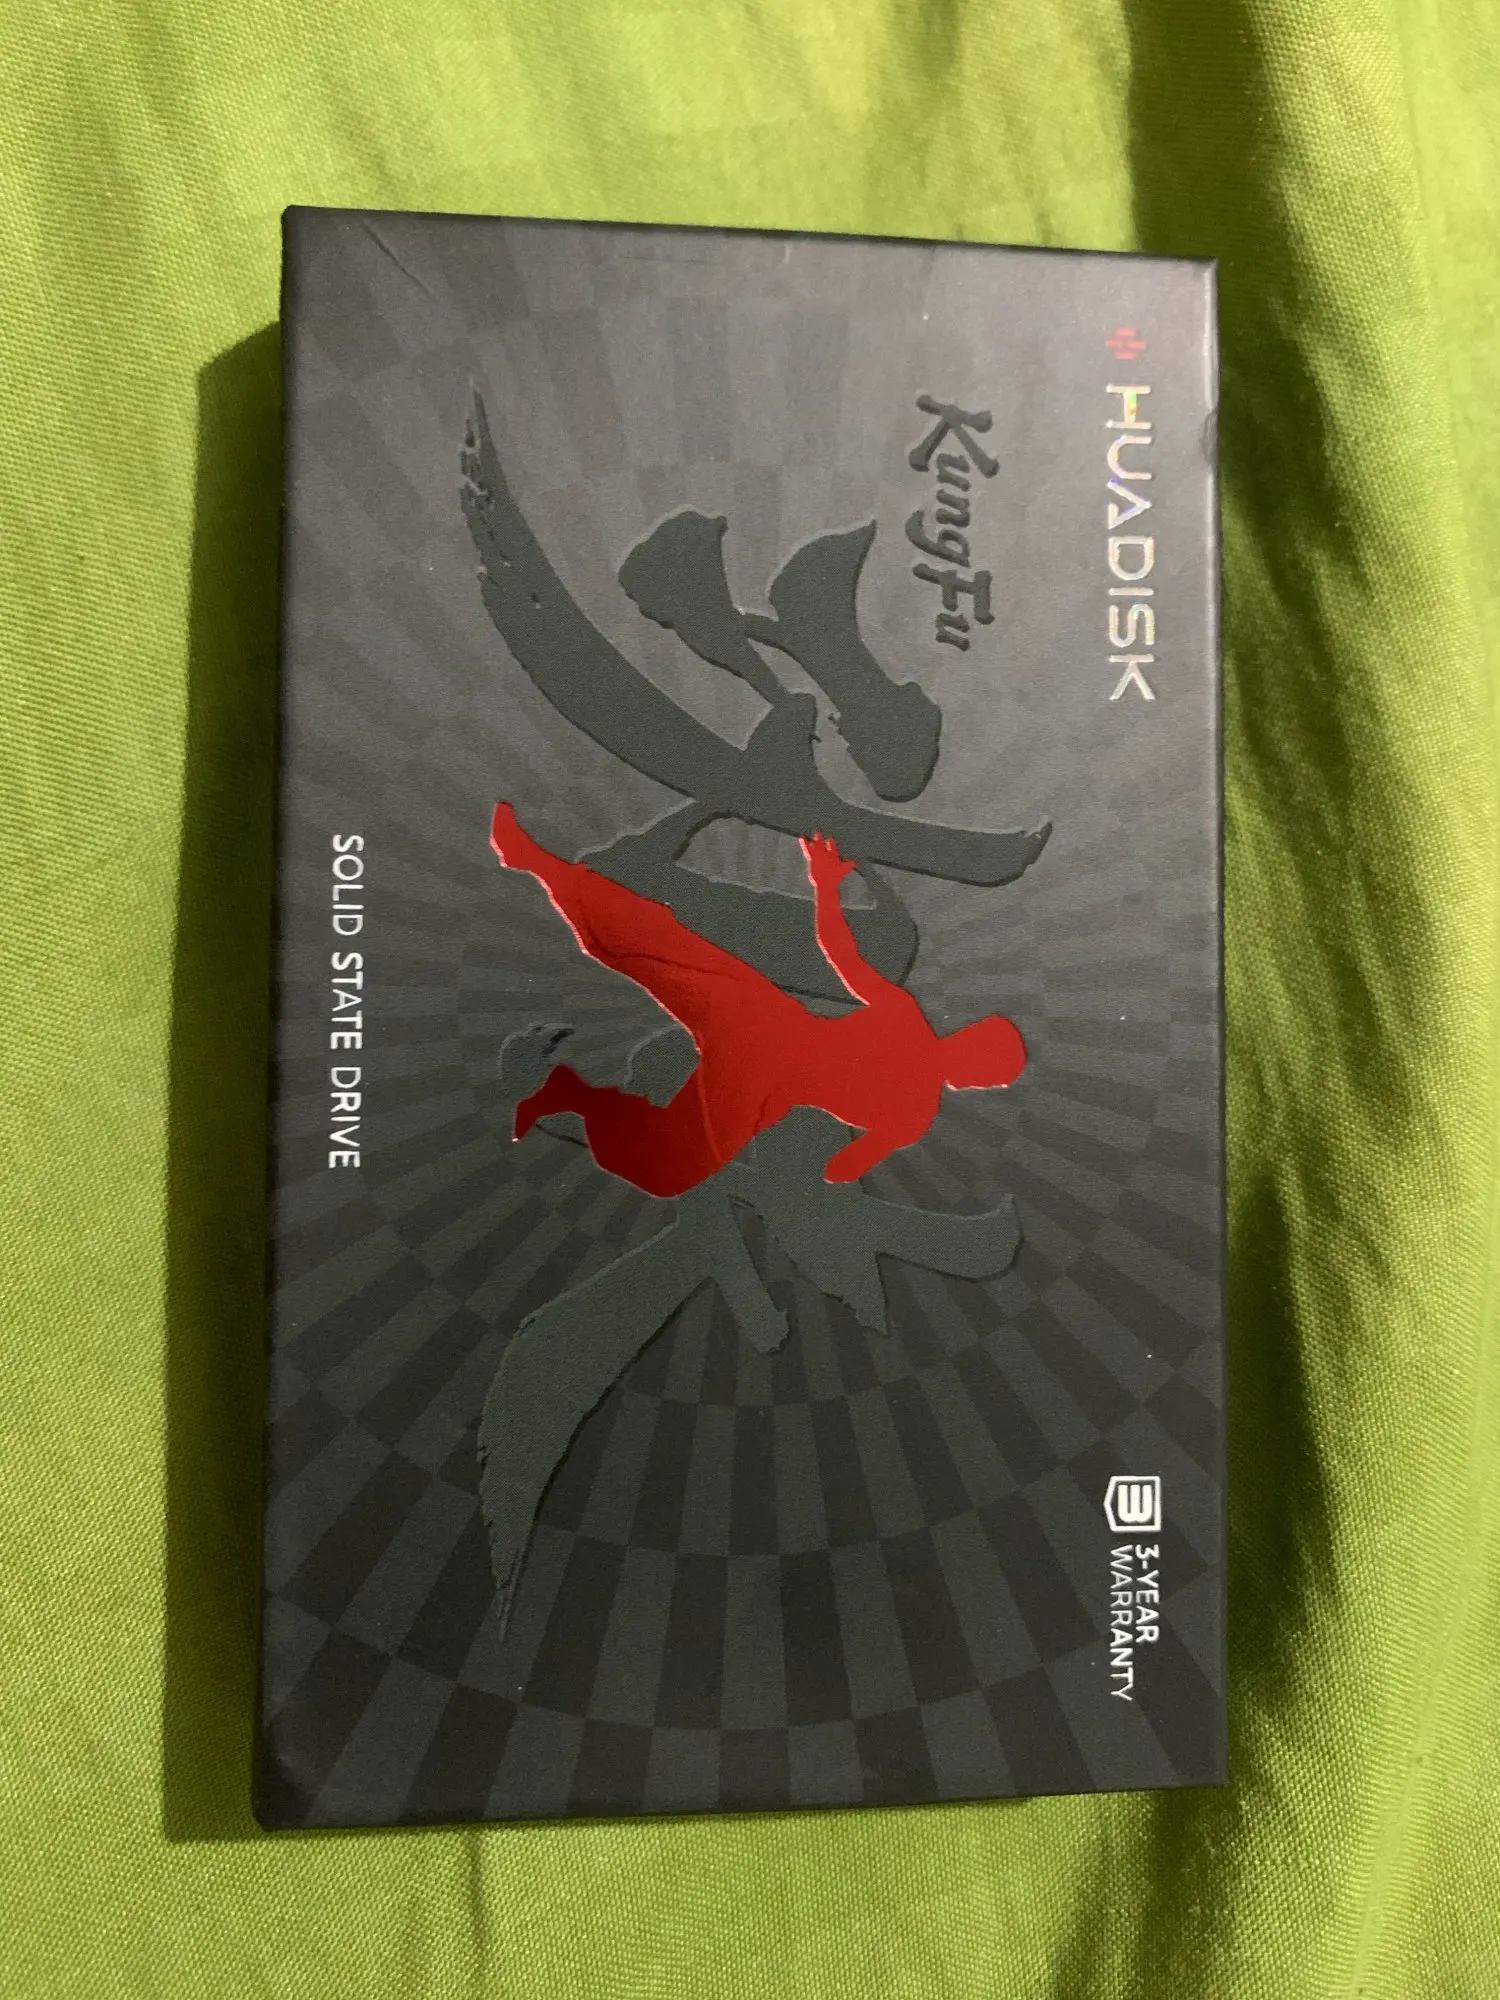 HUADISK
KungFu
3
3-YEAR
WARRANTY
SOLID STATE DRIVE